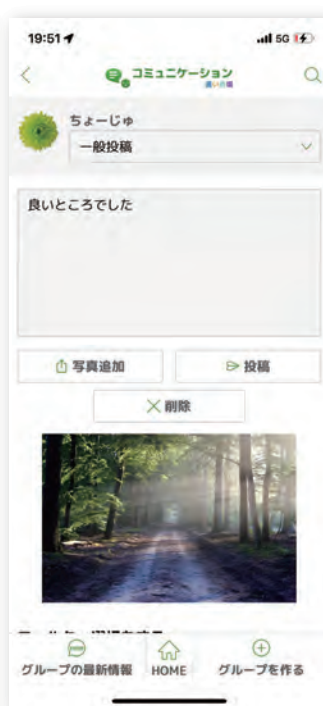 19:51
5G
コミュニケーション
ちょーじゅ
一般投稿
良いところでした
写真追加
投稿
削除
グループの最新情報
HOME
グループを作る